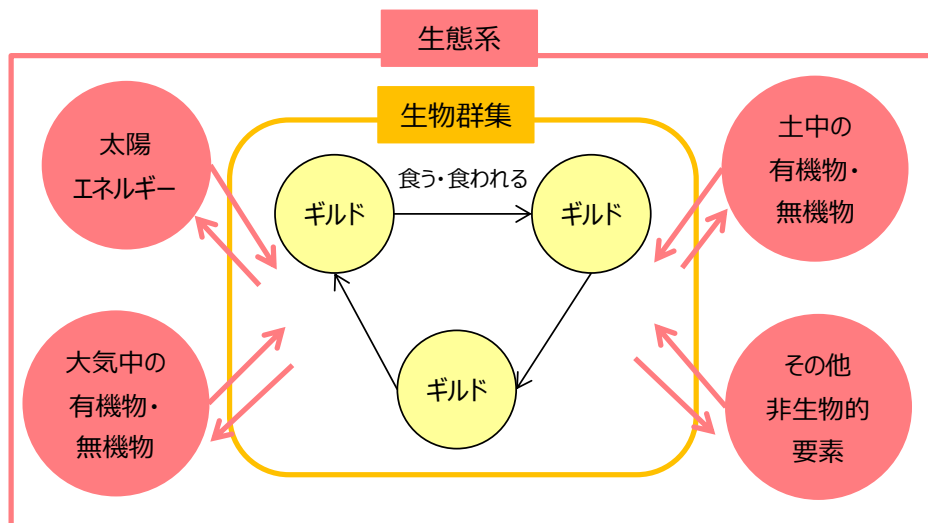 生態系
生物群集
太陽
エネルギー
土中の
有機物・
無機物
食う・食われる
ギルド
ギルド
ギルド
大気中の
有機物・
無機物
その他
非生物的
要素